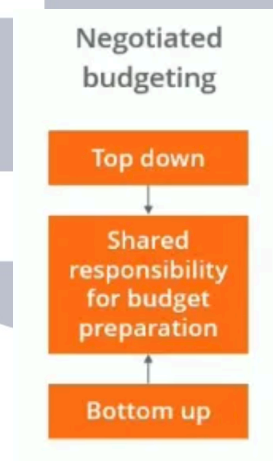 Negotiated
budgeting
Top down
Shared
responsibility
for budget
preparation
Bottom up